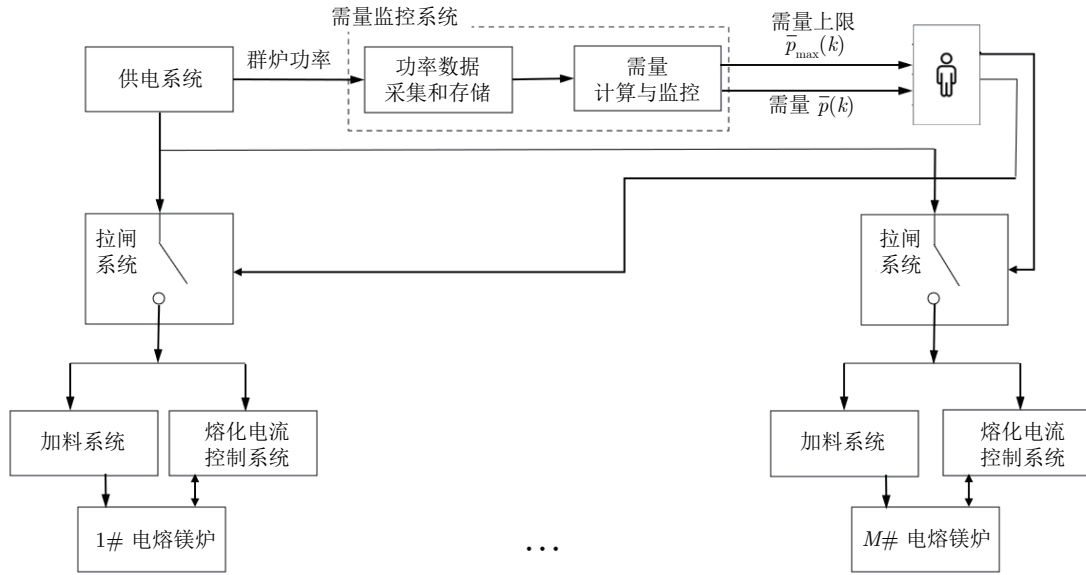 需量监控系统
需量上限
p̅max(k)
群炉功率
供电系统
功率数据
采集和存储
需量
计算与监控
需量 p̅(k)
拉闸
系统
拉闸
系统
加料系统
熔化电流
控制系统
加料系统
熔化电流
控制系统
1# 电熔镁炉
...
M# 电熔镁炉